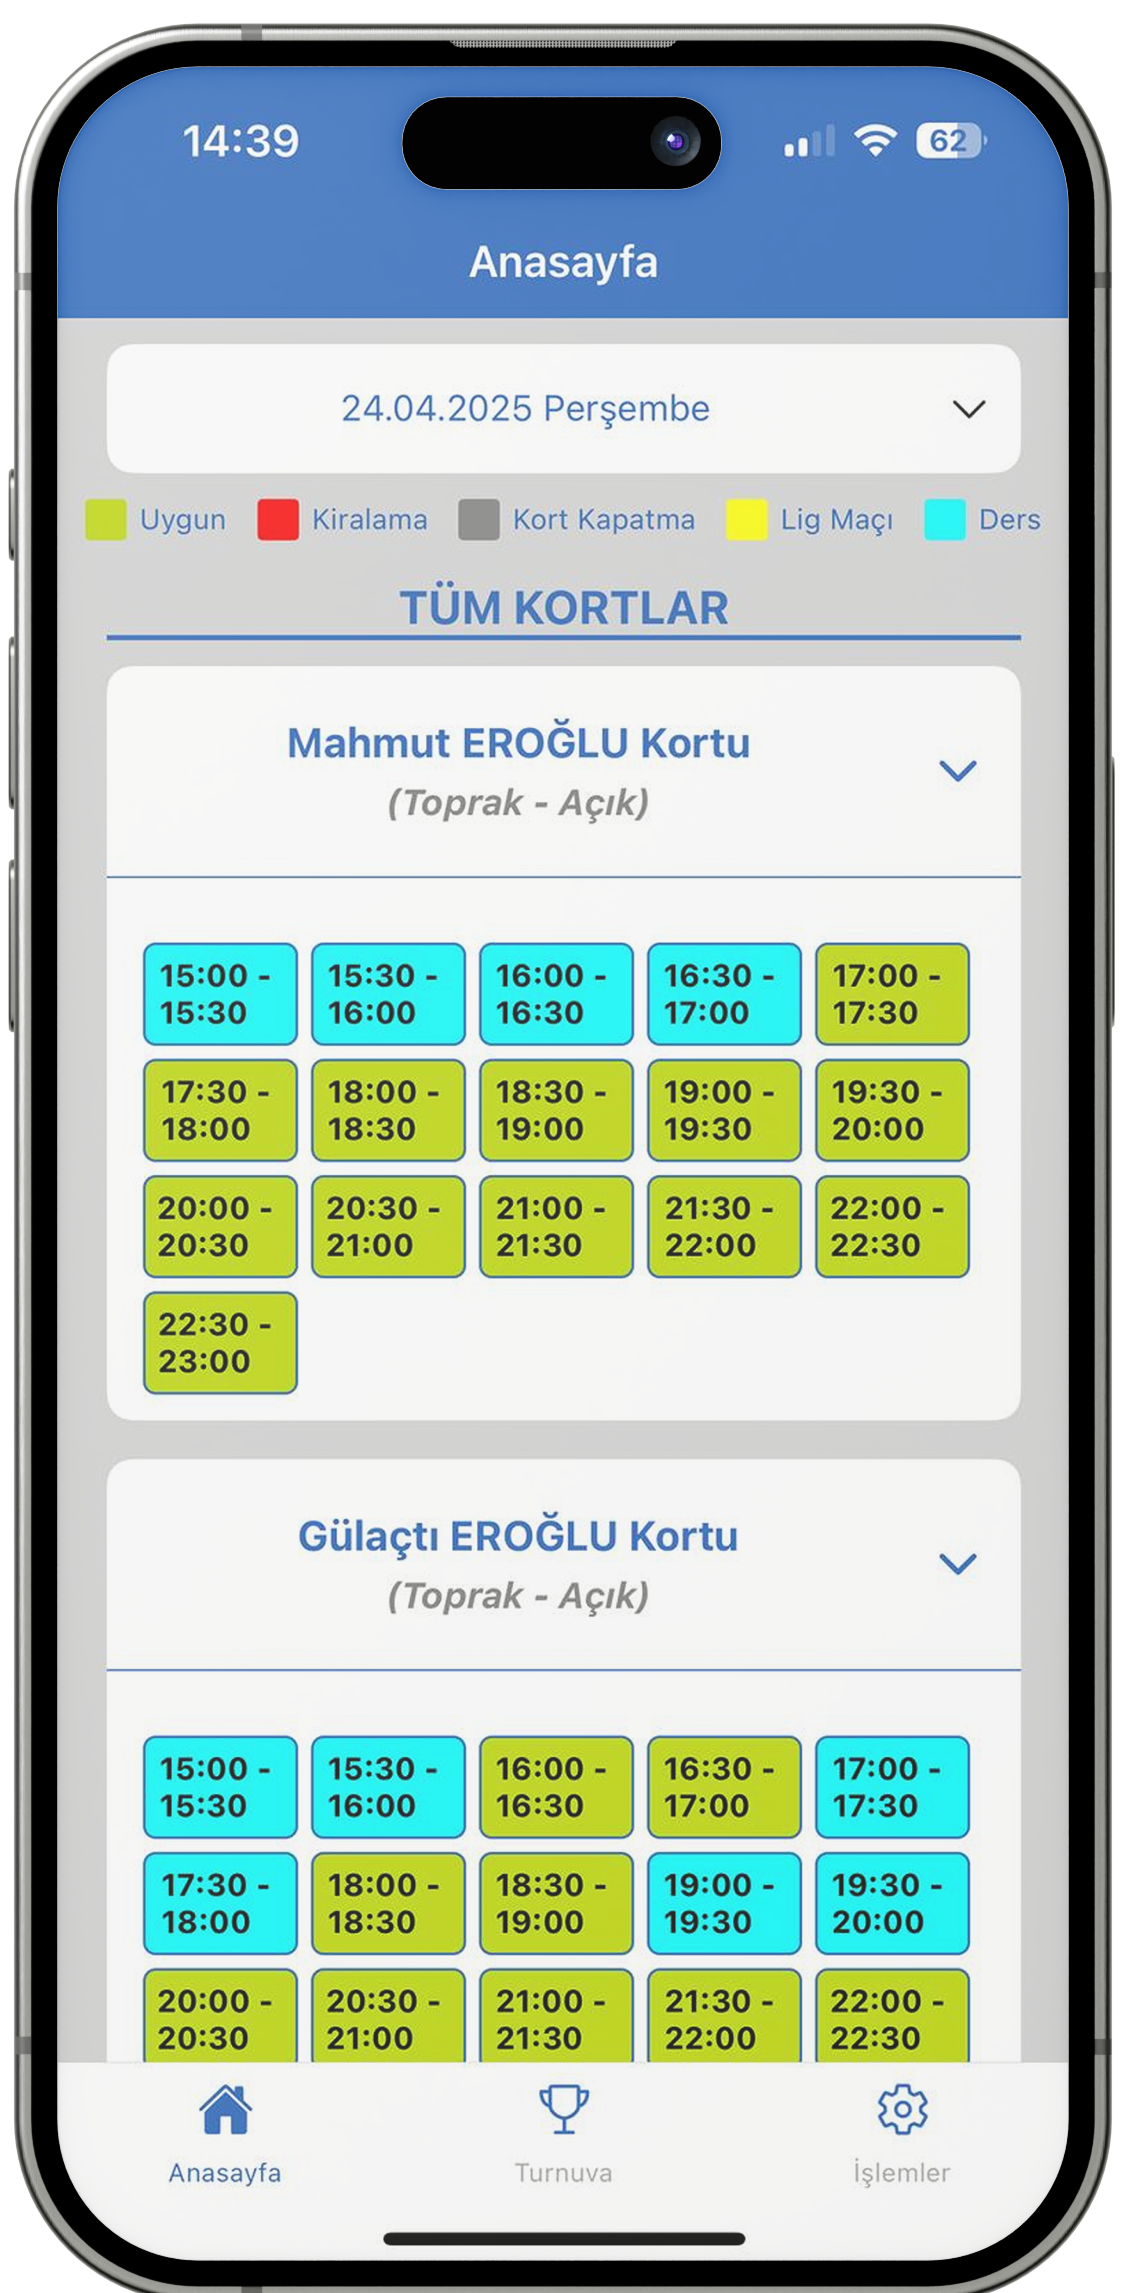 14:39
62
Anasayfa
24.04.2025 Perşembe
Uygun Kiralama Kort Kapatma Lig Maçı Ders
TÜM KORTLAR
Mahmut EROĞLU Kortu
(Toprak - Açık)
15:00 - 15:30 - 16:00 - 16:30 - 17:00 -
15:30 16:00 16:30 17:00 17:30
17:30 - 18:00 - 18:30 - 19:00 - 19:30 -
18:00 18:30 19:00 19:30 20:00
20:00 - 20:30 - 21:00 - 21:30 - 22:00 -
20:30 21:00 21:30 22:00 22:30
22:30 -
23:00
Gülaçtı EROĞLU Kortu
(Toprak - Açık)
15:00 - 15:30 - 16:00 - 16:30 - 17:00 -
15:30 16:00 16:30 17:00 17:30
17:30 - 18:00 - 18:30 - 19:00 - 19:30 -
18:00 18:30 19:00 19:30 20:00
20:00 - 20:30 - 21:00 - 21:30 - 22:00 -
20:30 21:00 21:30 22:00 22:30
Anasayfa Turnuva İşlemler